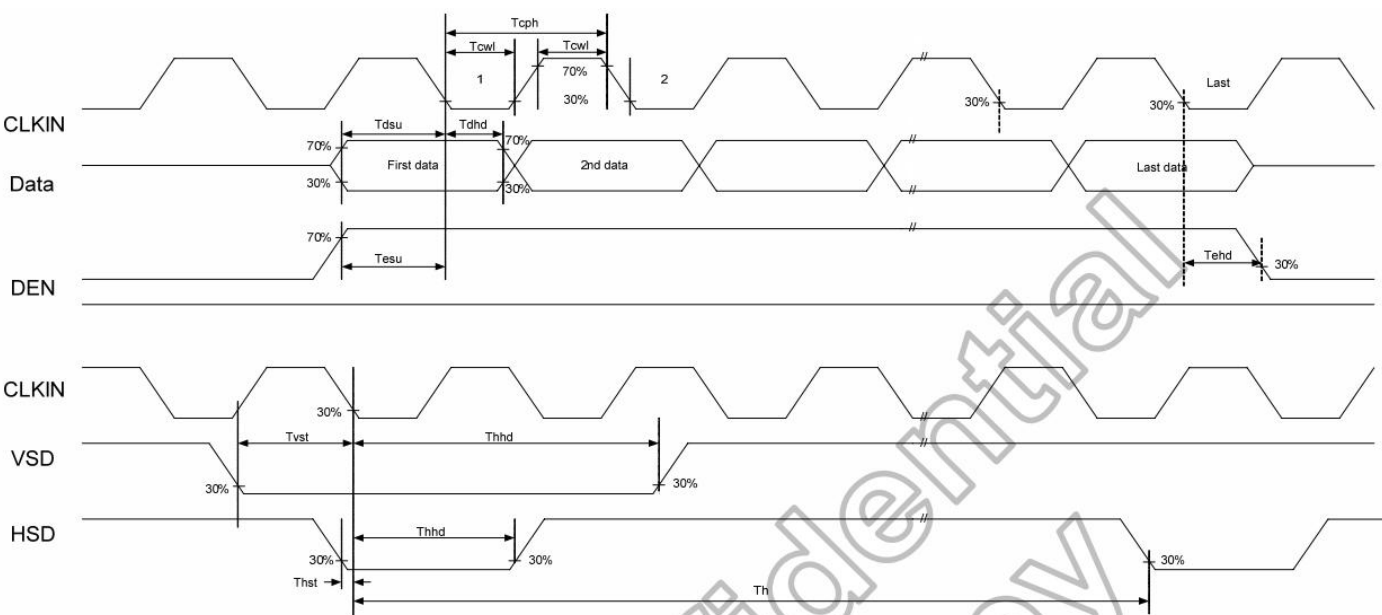 Tcph
Tcwl Tcwl
1 70% 2 Last
30% 30% 30%
CLKIN
Tdsu Tdhd
70% 70%
First data 2nd data // Last data
Data
30% 30%
70%
Tesu Tehd
30%
DEN
CLKIN
30%
Tvst Thhd
VSD
30% 30%
HSD
Thhd
30% 30% 30%
Thst
Th